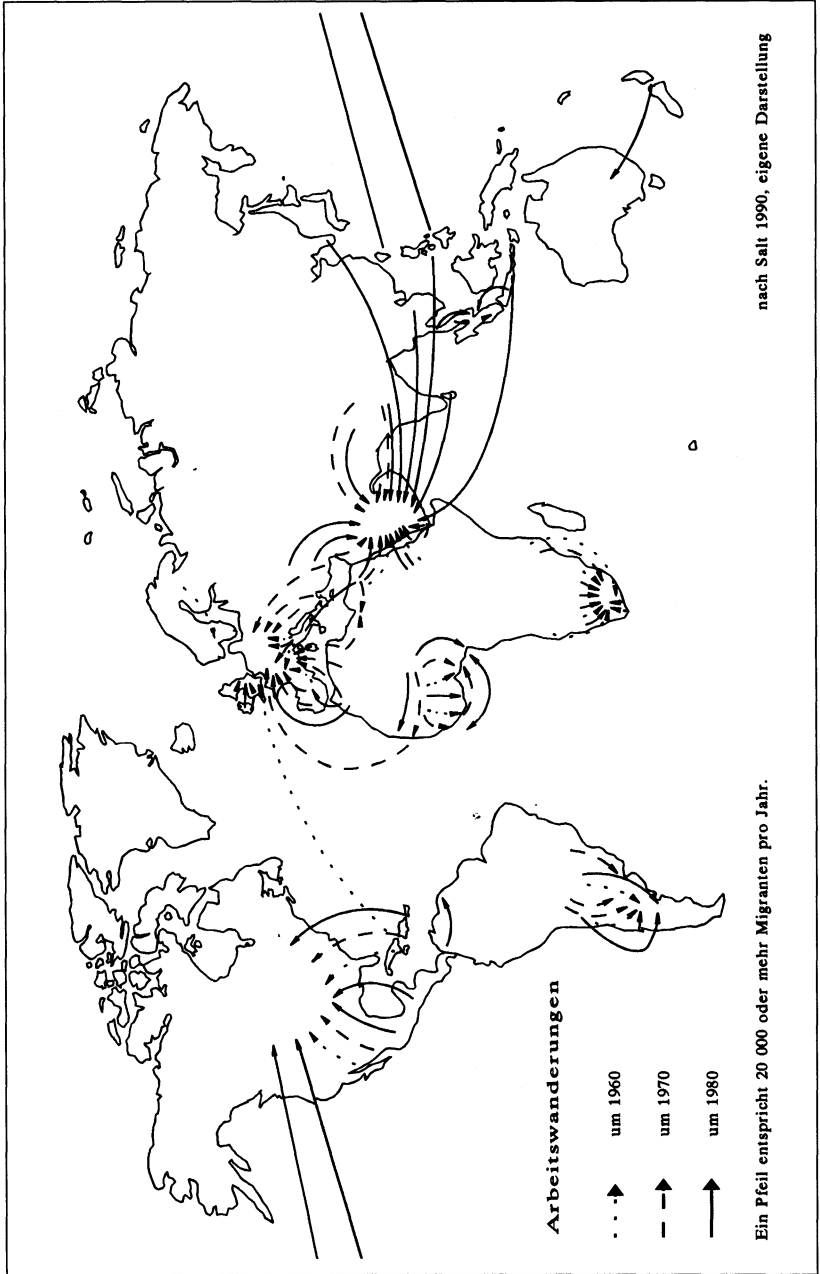 Arbeitswanderungen
um 1960
um 1970
um 1980
Ein Pfeil entspricht 20 000 oder mehr Migranten pro Jahr.
nach Salt 1990, eigene Darstellung